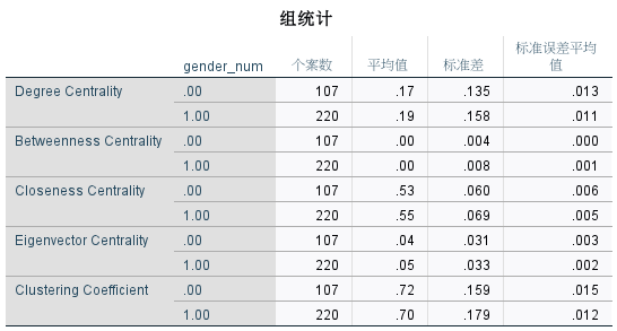 组统计
gender_num 个案数 平均值 标准差 标准误差平均值
Degree Centrality .00 107 .17 .135 .013
1.00 220 .19 .158 .011
Betweenness Centrality .00 107 .00 .004 .000
1.00 220 .00 .008 .001
Closeness Centrality .00 107 .53 .060 .006
1.00 220 .55 .069 .005
Eigenvector Centrality .00 107 .04 .031 .003
1.00 220 .05 .033 .002
Clustering Coefficient .00 107 .72 .159 .015
1.00 220 .70 .179 .012